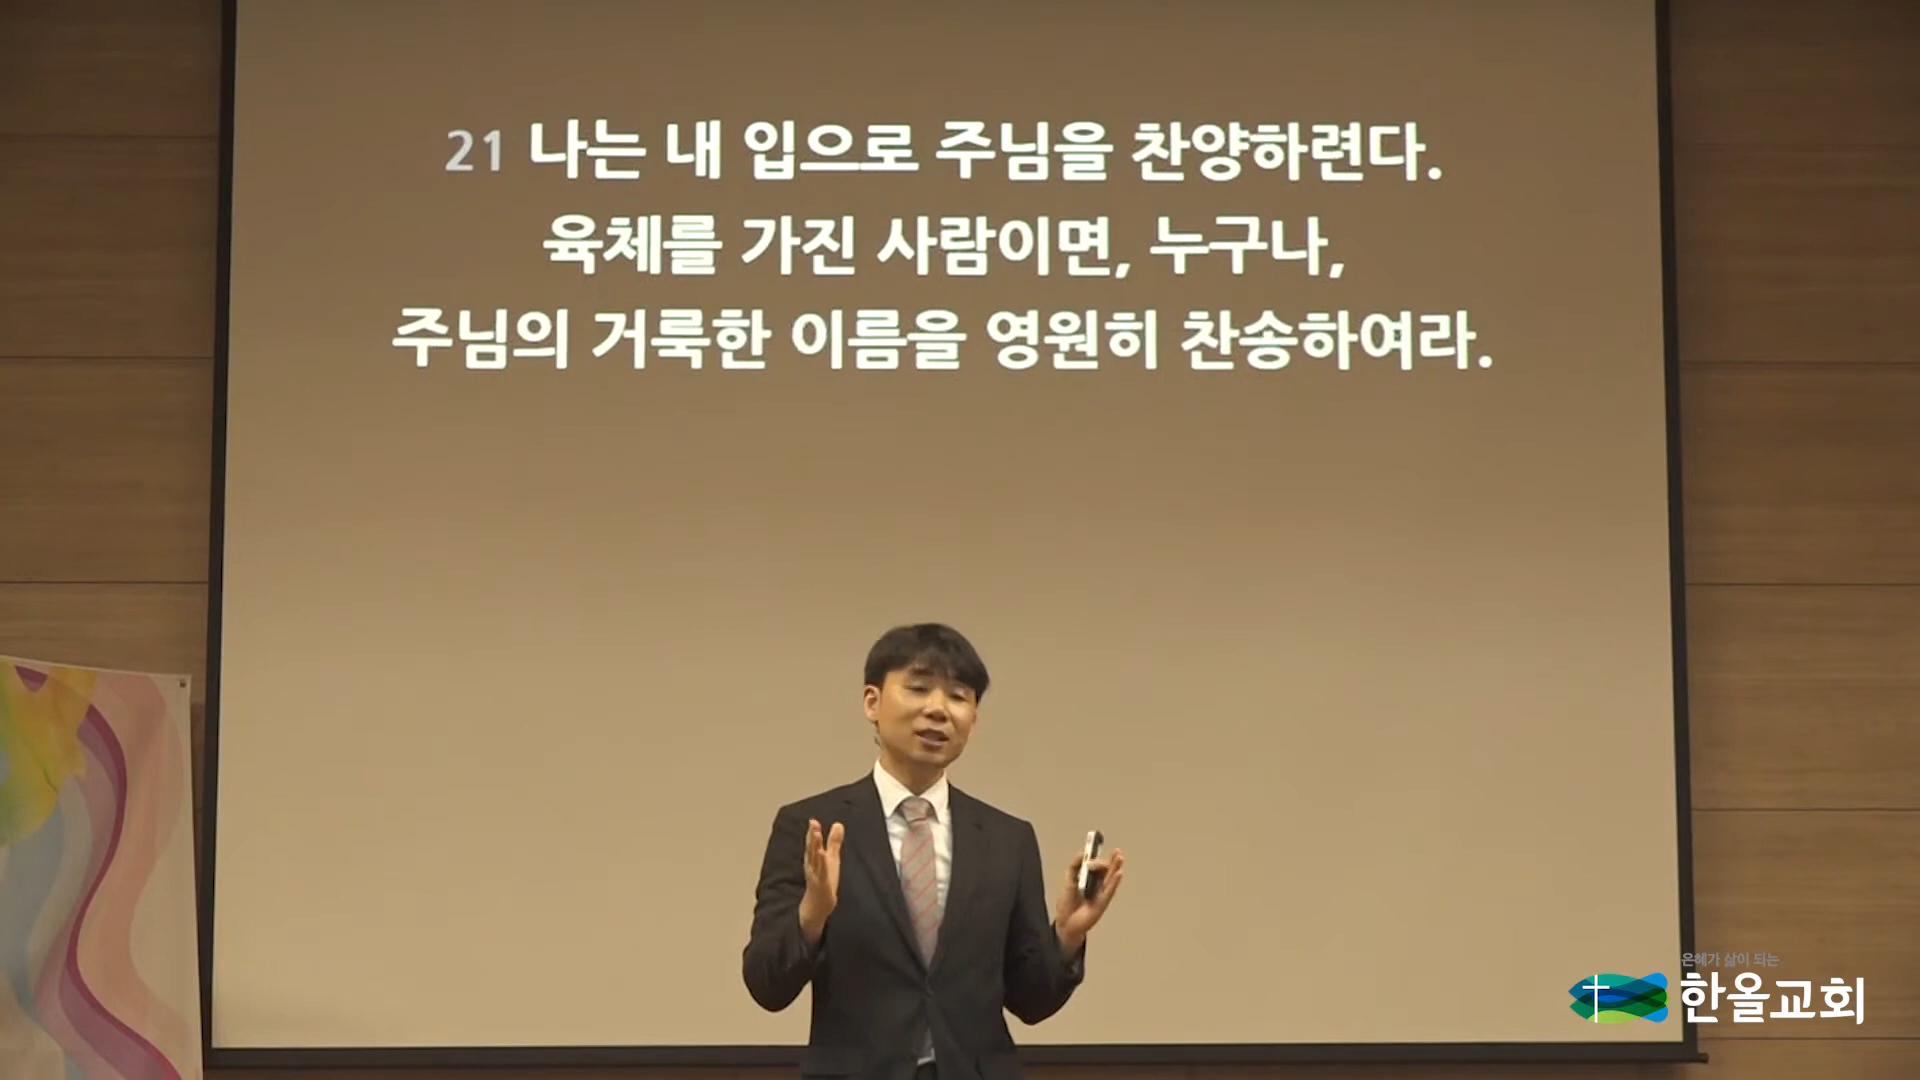 21 나는 내 입으로 주님을 찬양하련다.
육체를 가진 사람이면, 누구나,
주님의 거룩한 이름을 영원히 찬송하여라.
은혜가 삶이 되는
한올교회